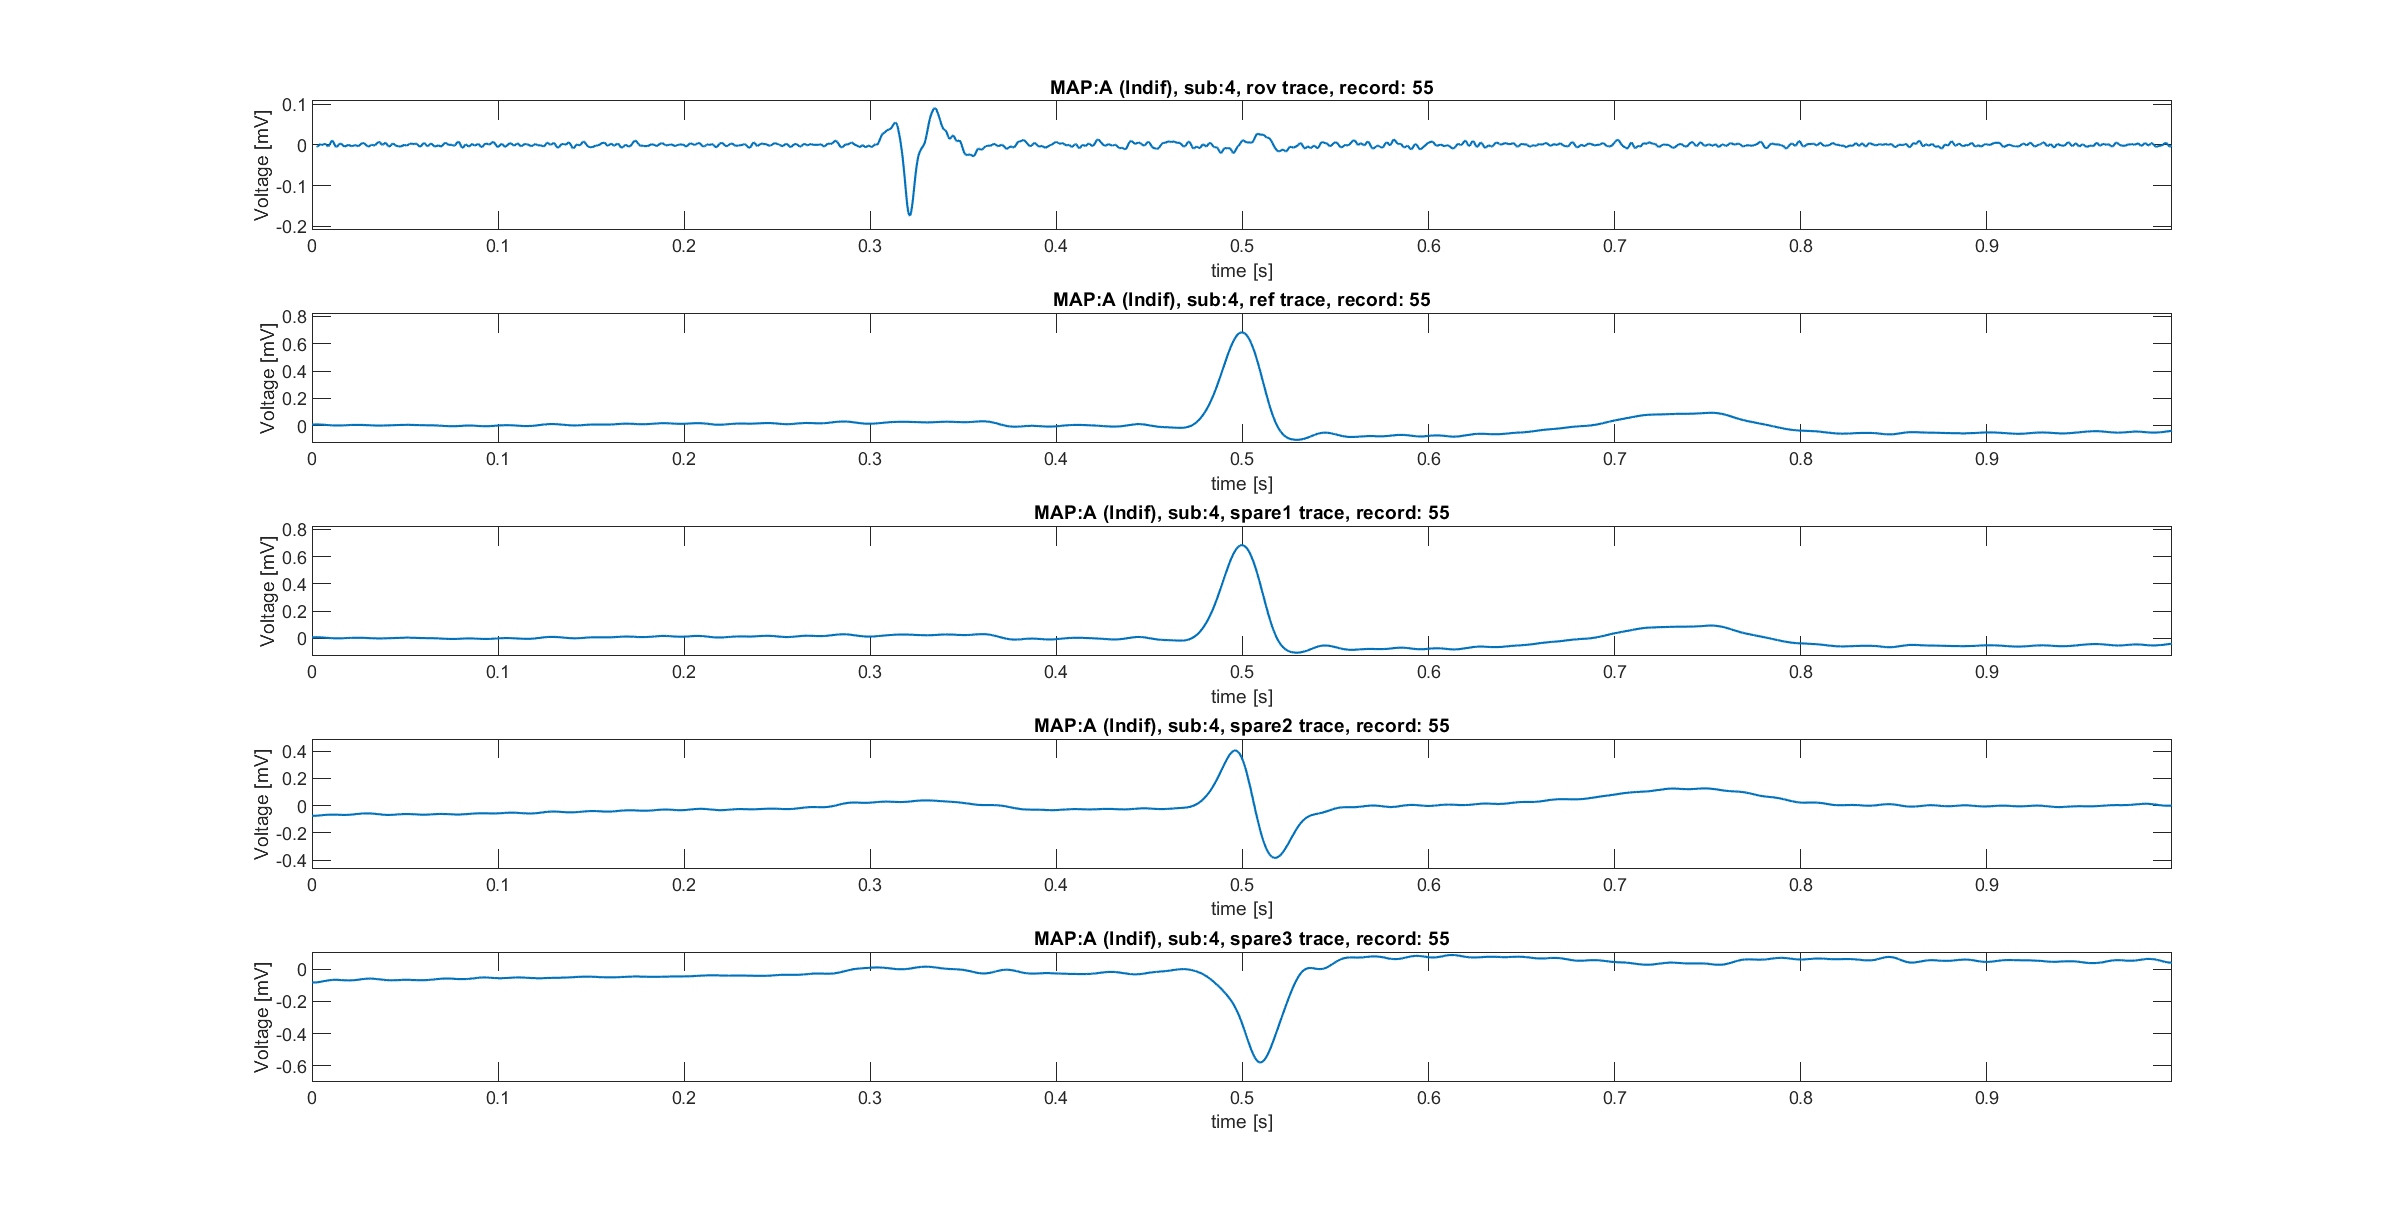 MAP:A (Indif), sub:4, rov trace, record: 55
Voltage [mV]
0.1
0
-0.1
-0.2
0 0.1 0.2 0.3 0.4 0.5 0.6 0.7 0.8 0.9
time [s]
MAP:A (Indif), sub:4, ref trace, record: 55
Voltage [mV]
0.8
0.6
0.4
0.2
0
0 0.1 0.2 0.3 0.4 0.5 0.6 0.7 0.8 0.9
time [s]
MAP:A (Indif), sub:4, spare1 trace, record: 55
Voltage [mV]
0.8
0.6
0.4
0.2
0
0 0.1 0.2 0.3 0.4 0.5 0.6 0.7 0.8 0.9
time [s]
MAP:A (Indif), sub:4, spare2 trace, record: 55
Voltage [mV]
0.4
0.2
0
-0.2
-0.4
0 0.1 0.2 0.3 0.4 0.5 0.6 0.7 0.8 0.9
time [s]
MAP:A (Indif), sub:4, spare3 trace, record: 55
Voltage [mV]
0
-0.2
-0.4
-0.6
0 0.1 0.2 0.3 0.4 0.5 0.6 0.7 0.8 0.9
time [s]